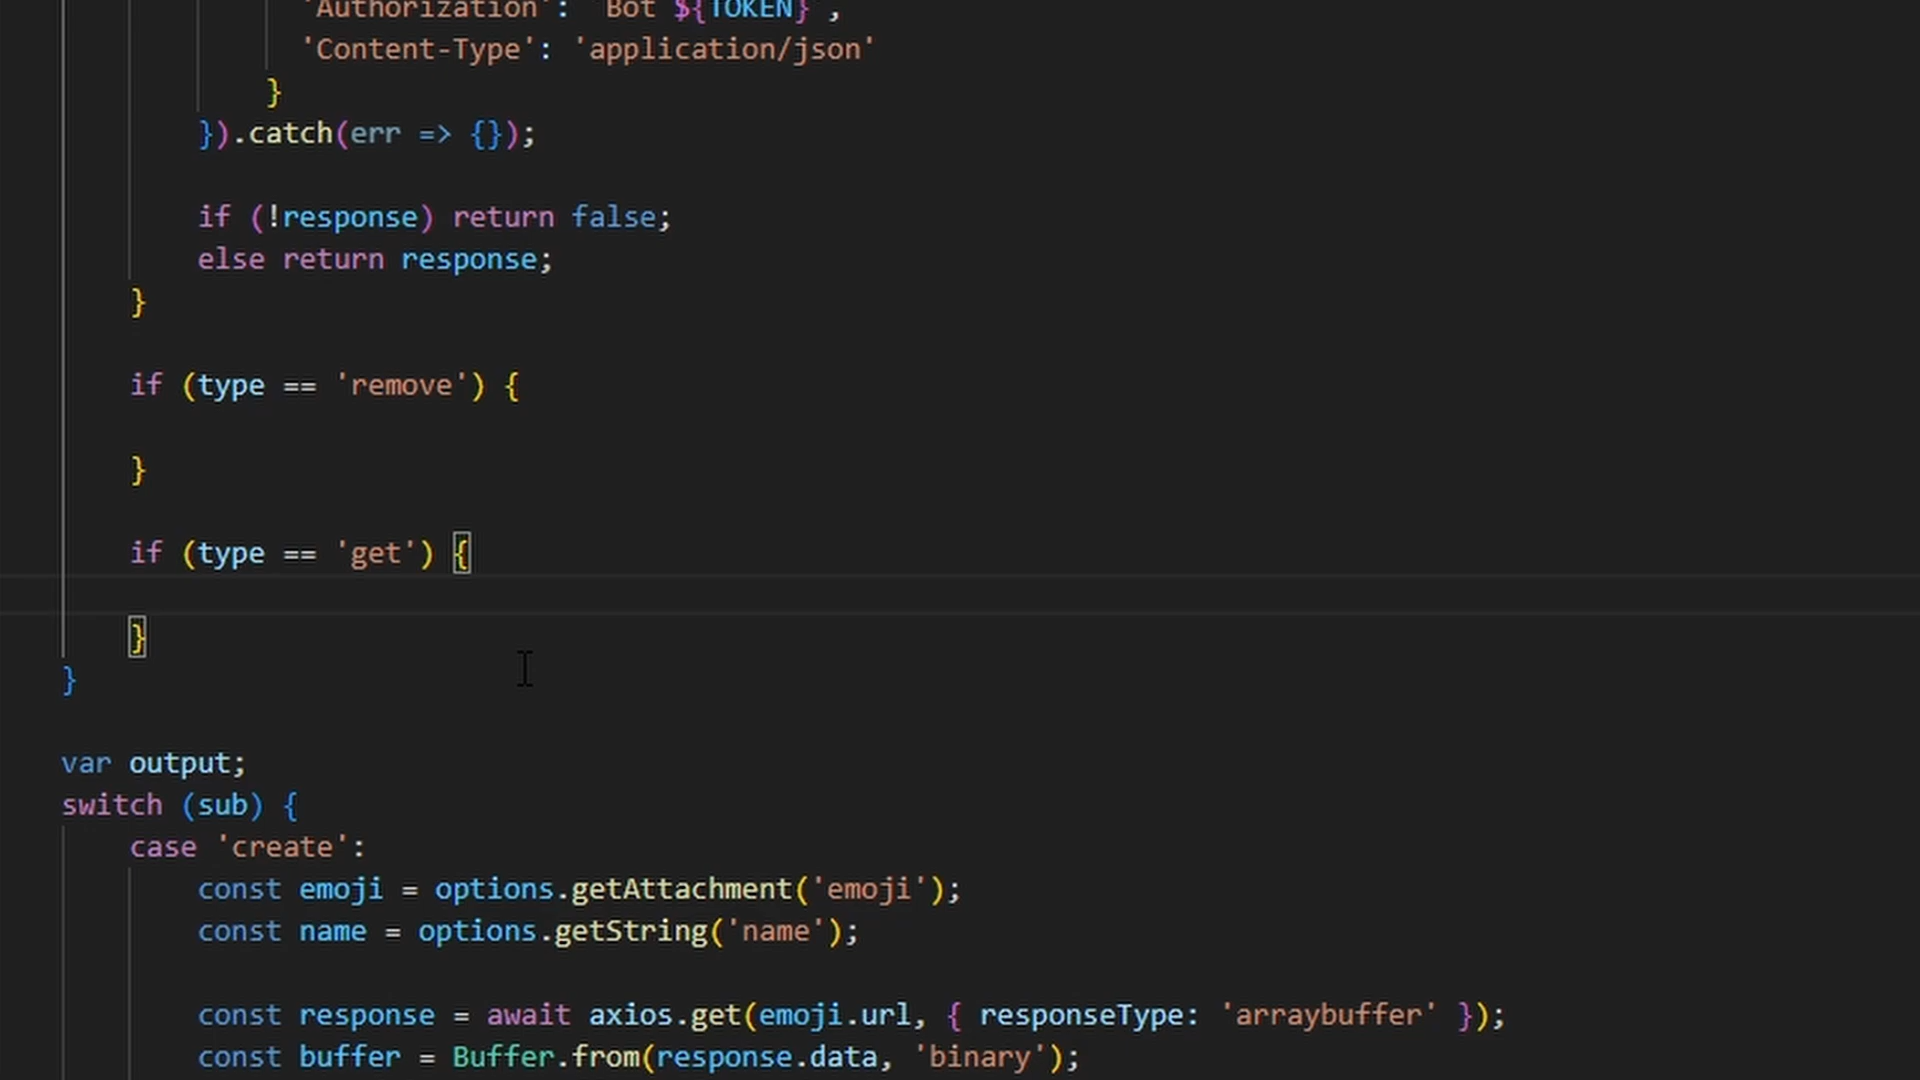 'Authorization': `Bot ${TOKEN}`,
'Content-Type': 'application/json'
}
}).catch(err => {});
if (!response) return false;
else return response;
}
if (type == 'remove') {
}
if (type == 'get') {
}
}
var output;
switch (sub) {
case 'create':
const emoji = options.getAttachment('emoji');
const name = options.getString('name');
const response = await axios.get(emoji.url, { responseType: 'arraybuffer' });
const buffer = Buffer.from(response.data, 'binary');